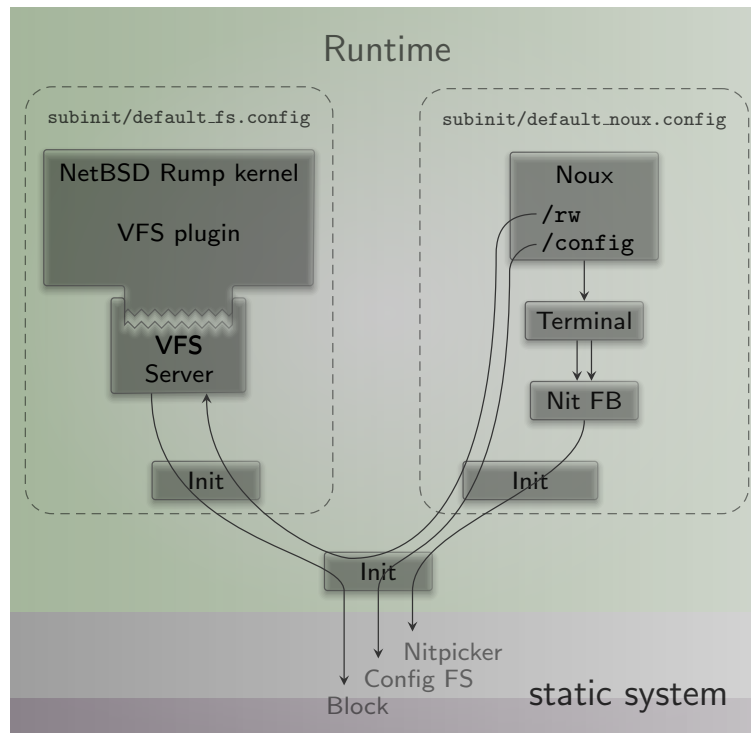 Runtime
subinit/default_fs.config
NetBSD Rump kernel
VFS plugin
VFS
Server
Init
subinit/default_noux.config
Noux
/rw
/config
Terminal
Nit FB
Init
Init
Nitpicker
Config FS
Block
static system